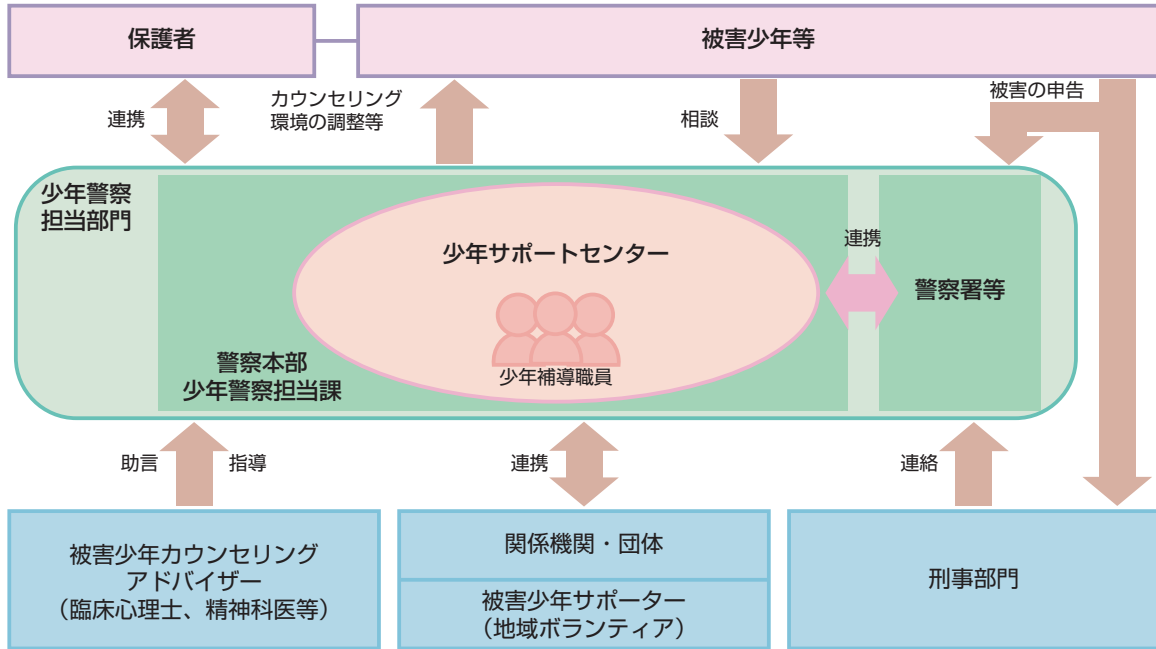 保護者
被害少年等
連携
カウンセリング
環境の調整等
相談
被害の申告
少年警察
担当部門
少年サポートセンター
連携
警察署等
少年補導職員
警察本部
少年警察担当課
助言
指導
連携
連絡
被害少年カウンセリング
アドバイザー
（臨床心理士、精神科医等）
関係機関・団体
被害少年サポーター
（地域ボランティア）
刑事部門